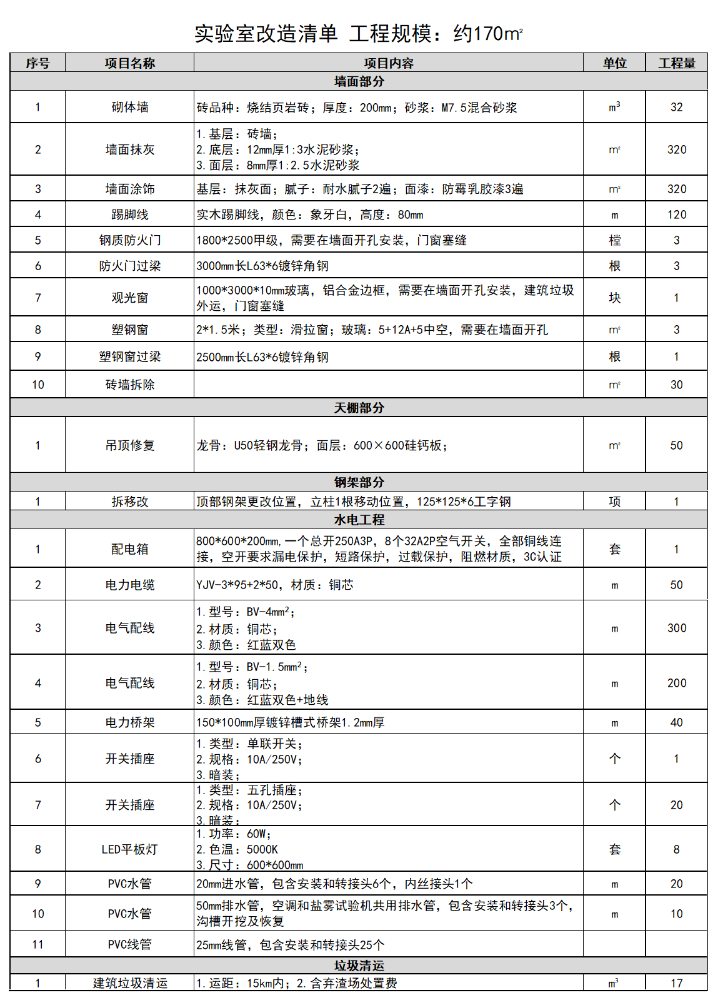 实验室改造清单 工程规模：约170㎡
序号 项目名称 项目内容 单位 工程量
墙面部分
1 砌体墙 砖品种：烧结页岩砖；厚度：200mm；砂浆：M7.5混合砂浆 m³ 32
2 墙面抹灰 1.基层：砖墙；
2.底层：12mm厚1:3水泥砂浆；
3.面层：8mm厚1:2.5水泥砂浆 ㎡ 320
3 墙面涂饰 基层：抹灰面；腻子：耐水腻子2遍；面漆：防霉乳胶漆3遍 ㎡ 320
4 踢脚线 实木踢脚线，颜色：象牙白，高度：80mm m 120
5 钢质防火门 1800*2500甲级，需要在墙面开孔安装，门窗塞缝 樘 3
6 防火门过梁 3000mm长L63*6镀锌角钢 根 3
7 观光窗 1000*3000*10mm玻璃，铝合金边框，需要在墙面开孔安装，建筑垃圾
外运，门窗塞缝 块 1
8 塑钢窗 2*1.5米；类型：滑拉窗；玻璃：5+12A+5中空，需要在墙面开孔 ㎡ 3
9 塑钢窗过梁 2500mm长L63*6镀锌角钢 根 1
10 砖墙拆除 ㎡ 30
天棚部分
1 吊顶修复 龙骨：U50轻钢龙骨；面层：600×600硅钙板； ㎡ 50
钢架部分
1 拆移改 顶部钢架更改位置，立柱1根移动位置，125*125*6工字钢 项 1
水电工程
1 配电箱 800*600*200mm,一个总开250A3P，8个32A2P空气开关，全部铜线连
接，空开要求漏电保护，短路保护，过载保护，阻燃材质，3C认证 套 1
2 电力电缆 YJV-3*95+2*50，材质：铜芯 m 50
3 电气配线 1.型号：BV-4mm²；
2.材质：铜芯；
3.颜色：红蓝双色 m 300
4 电气配线 1.型号：BV-1.5mm²；
2.材质：铜芯；
3.颜色：红蓝双色+地线 m 200
5 电力桥架 150*100mm厚镀锌槽式桥架1.2mm厚 m 40
6 开关插座 1.类型：单联开关；
2.规格：10A/250V；
3.暗装； 个 1
7 开关插座 1.类型：五孔插座；
2.规格：10A/250V；
3.暗装； 个 20
8 LED平板灯 1.功率：60W；
2.色温：5000K
3.尺寸：600*600mm 套 8
9 PVC水管 20mm进水管，包含安装和转接头6个，内丝接头1个 m 20
10 PVC水管 50mm排水管，空调和盐雾试验机共用排水管，包含安装和转接头3个，
沟槽开挖及恢复 m 10
11 PVC线管 25mm线管，包含安装和转接头25个
垃圾清运
1 建筑垃圾清运 1.运距：15km内；2.含弃渣场处置费 m³ 17